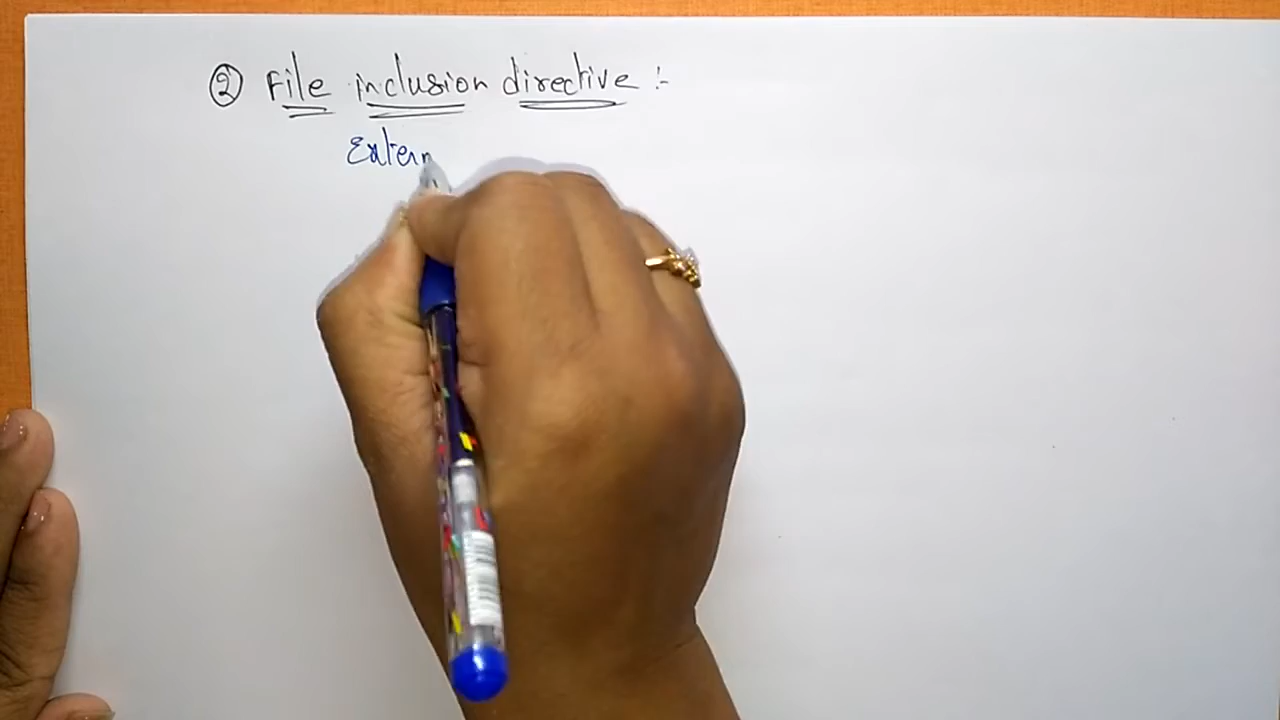 ② File inclusion directive :-
Extern